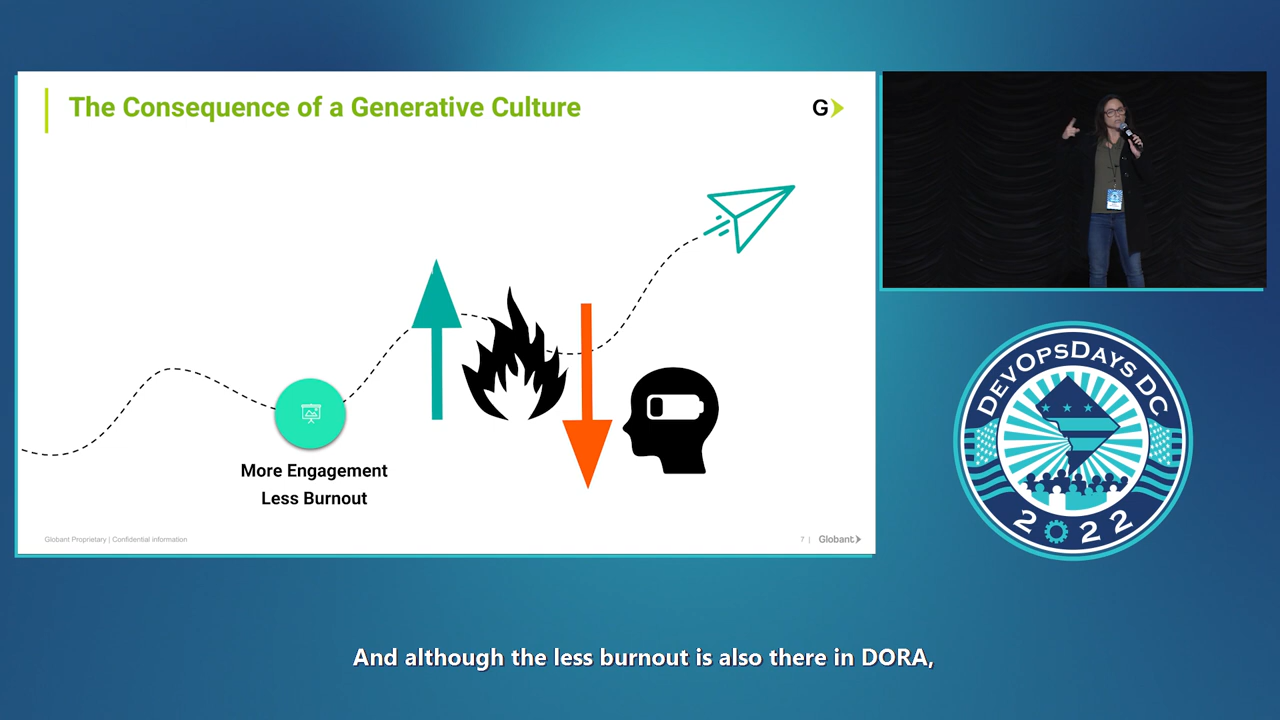 The Consequence of a Generative Culture
G
More Engagement
Less Burnout
Globant Proprietary | Confidential information
7 |
Globant
DEVOPSDAYS DC
2022
And although the less burnout is also there in DORA,